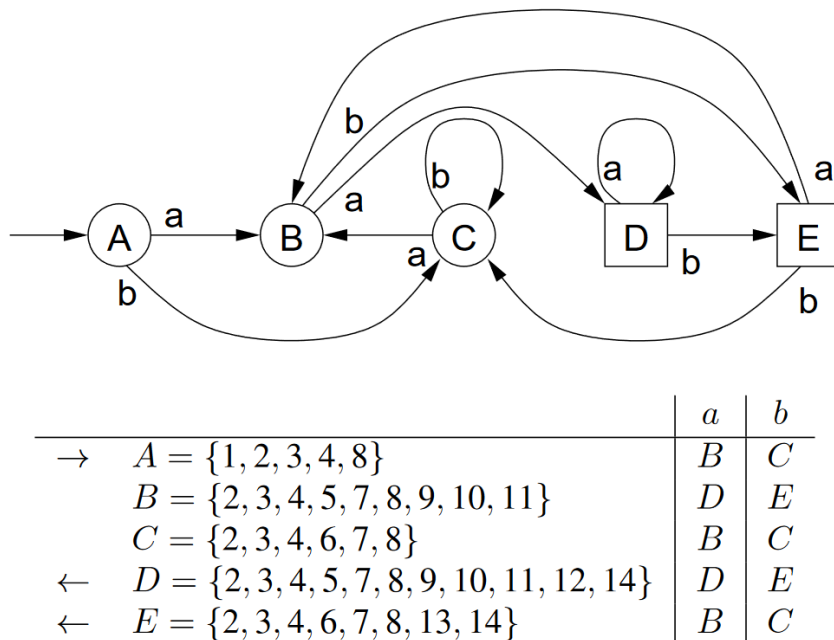 b
a
b
a
b
a
a
A
a
B
C
D
E
a
b
b
b
a b
→ A = {1, 2, 3, 4, 8} B C
B = {2, 3, 4, 5, 7, 8, 9, 10, 11} D E
C = {2, 3, 4, 6, 7, 8} B C
← D = {2, 3, 4, 5, 7, 8, 9, 10, 11, 12, 14} D E
← E = {2, 3, 4, 6, 7, 8, 13, 14} B C